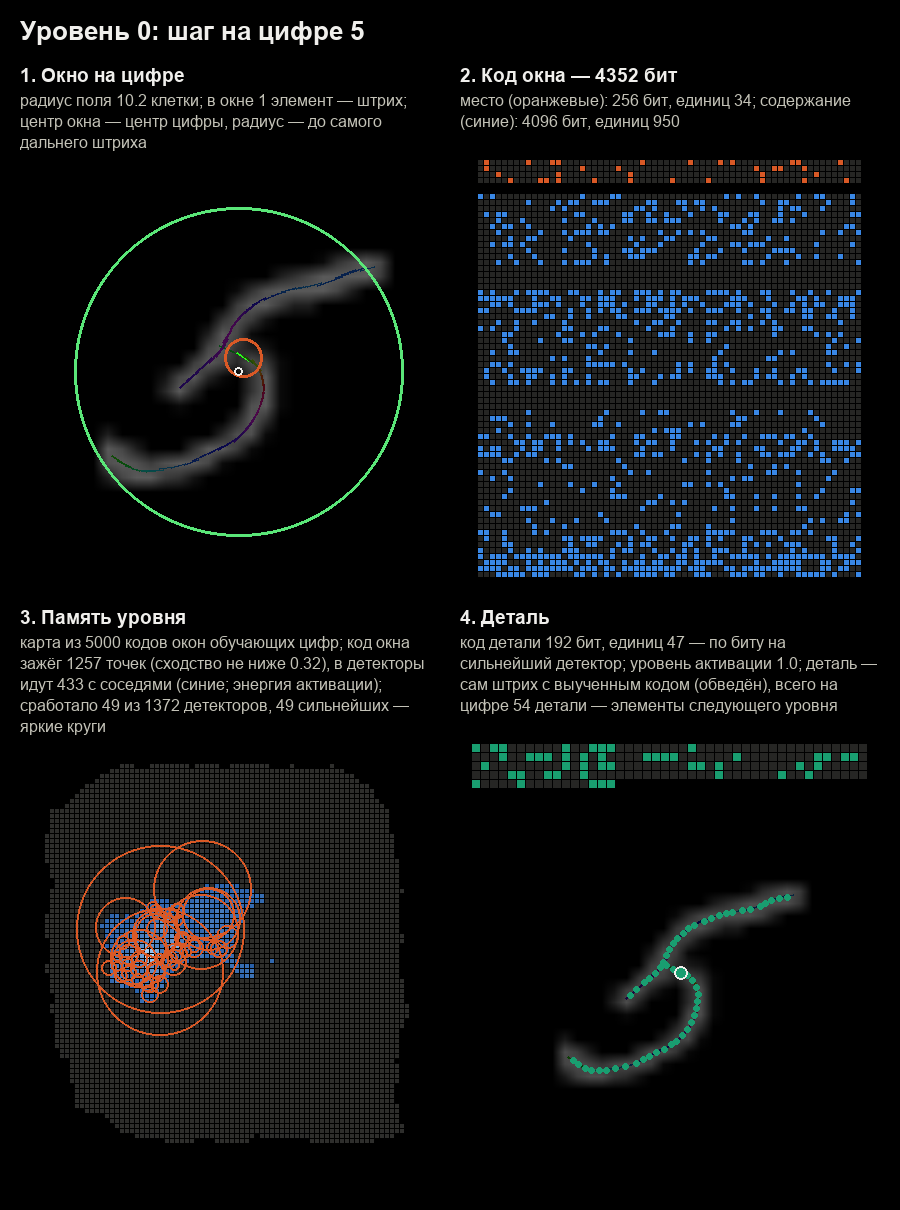 Уровень 0: шаг на цифре 5
1. Окно на цифре
радиус поля 10.2 клетки; в окне 1 элемент — штрих;
центр окна — центр цифры, радиус — до самого
дальнего штриха
2. Код окна — 4352 бит
место (оранжевые): 256 бит, единиц 34; содержание
(синие): 4096 бит, единиц 950
3. Память уровня
карта из 5000 кодов окон обучающих цифр; код окна
зажёг 1257 точек (сходство не ниже 0.32), в детекторы
идут 433 с соседями (синие; энергия активации);
сработало 49 из 1372 детекторов, 49 сильнейших —
яркие круги
4. Деталь
код детали 192 бит, единиц 47 — по биту на
сильнейший детектор; уровень активации 1.0; деталь —
сам штрих с выученным кодом (обведён), всего на
цифре 54 детали — элементы следующего уровня